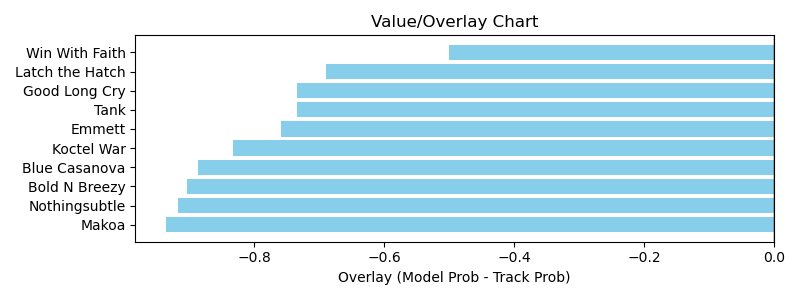 Value/Overlay Chart
Win With Faith
Latch the Hatch
Good Long Cry
Tank
Emmett
Koctel War
Blue Casanova
Bold N Breezy
Nothingsubtle
Makoa
−0.8 −0.6 −0.4 −0.2 0.0
Overlay (Model Prob - Track Prob)